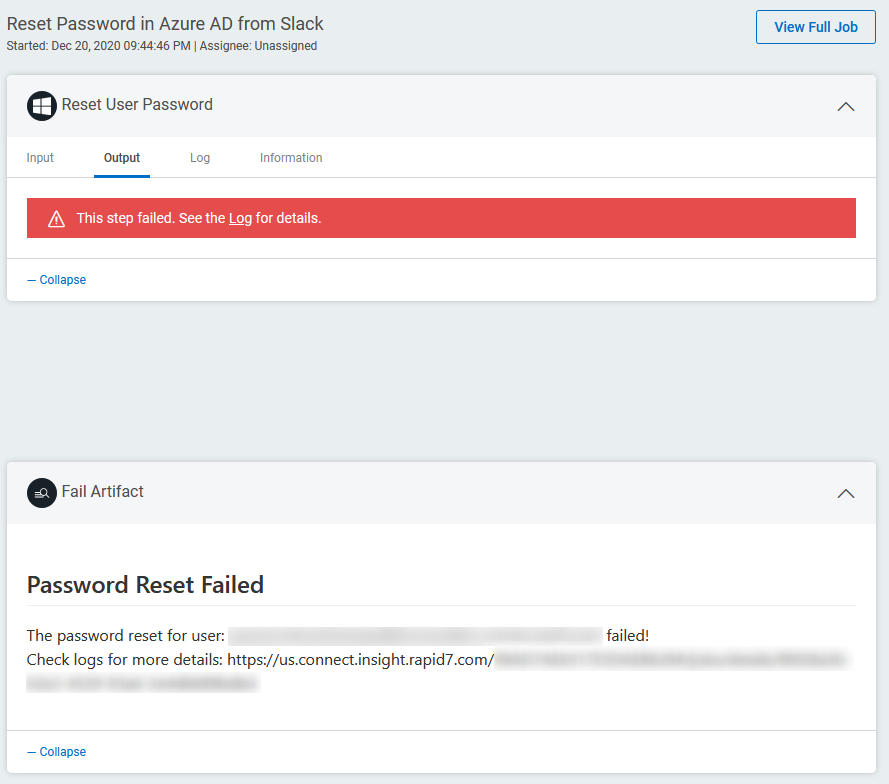 Reset Password in Azure AD from Slack
View Full Job
Started: Dec 20, 2020 09:44:46 PM | Assignee: Unassigned
Reset User Password
Input Output Log Information
This step failed. See the Log for details.
— Collapse
Fail Artifact
Password Reset Failed
The password reset for user: failed!
Check logs for more details: https://us.connect.insight.rapid7.com/
— Collapse